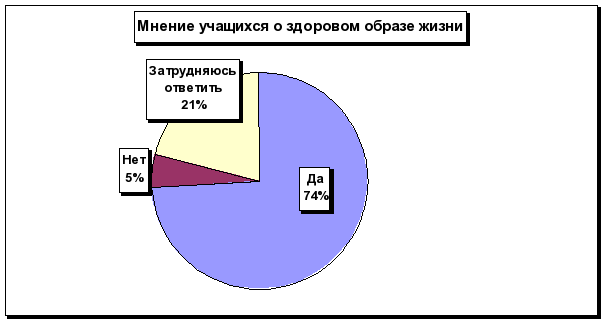 Мнение учащихся о здоровом образе жизни
Затрудняюсь
ответить
21%
Нет
5%
Да
74%